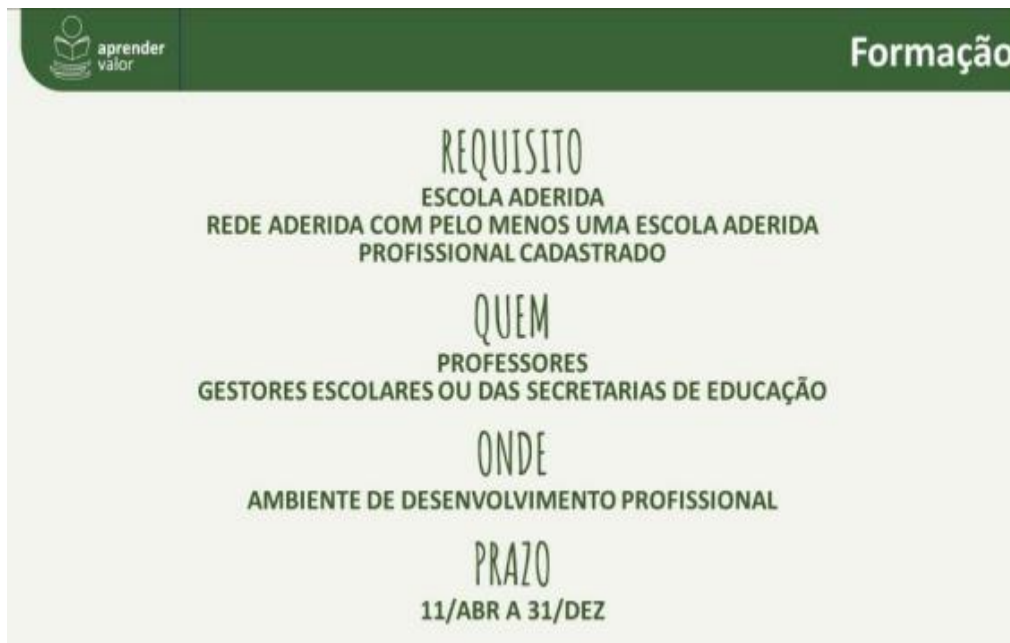 aprender
valor
Formação
REQUISITO
ESCOLA ADERIDA
REDE ADERIDA COM PELO MENOS UMA ESCOLA ADERIDA
PROFISSIONAL CADASTRADO
QUEM
PROFESSORES
GESTORES ESCOLARES OU DAS SECRETARIAS DE EDUCAÇÃO
ONDE
AMBIENTE DE DESENVOLVIMENTO PROFISSIONAL
PRAZO
11/ABR A 31/DEZ